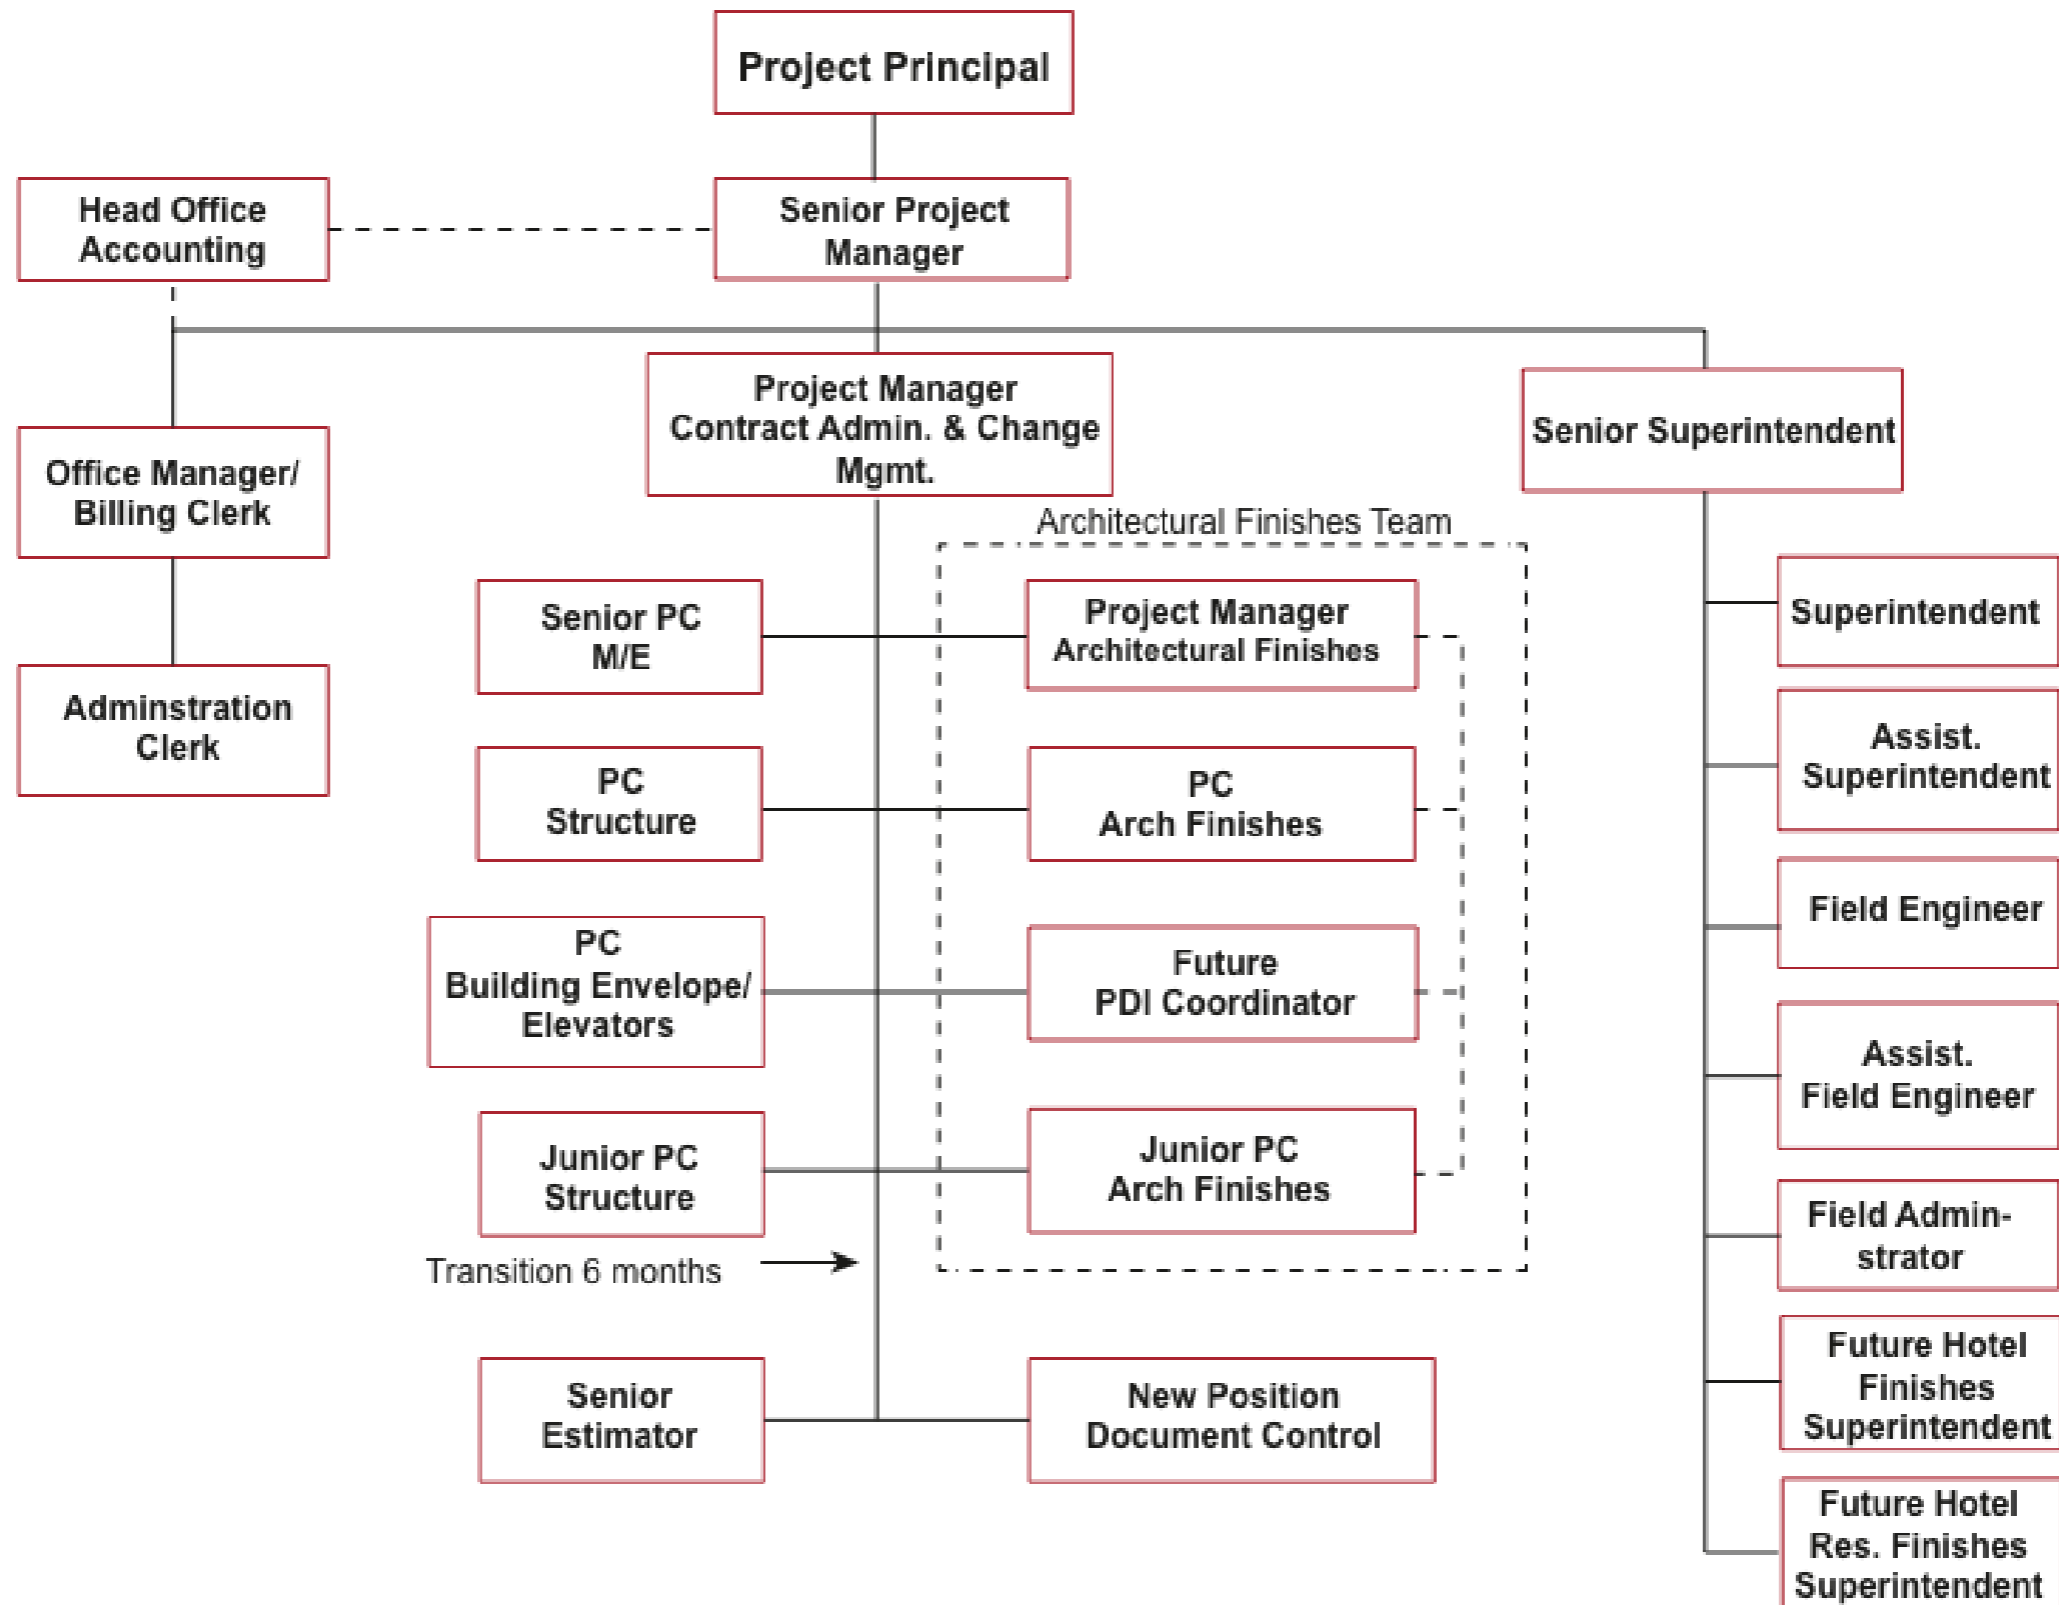 Project Principal
Head Office
Accounting
Senior Project
Manager
Project Manager
Contract Admin. & Change
Mgmt.
Senior Superintendent
Office Manager/
Billing Clerk
Adminstration
Clerk
Architectural Finishes Team
Senior PC
M/E
Project Manager
Architectural Finishes
PC
Structure
PC
Arch Finishes
PC
Building Envelope/
Elevators
Future
PDI Coordinator
Junior PC
Structure
Junior PC
Arch Finishes
Transition 6 months
Senior
Estimator
New Position
Document Control
Superintendent
Assist.
Superintendent
Field Engineer
Assist.
Field Engineer
Field Admin-
strator
Future Hotel
Finishes
Superintendent
Future Hotel
Res. Finishes
Superintendent